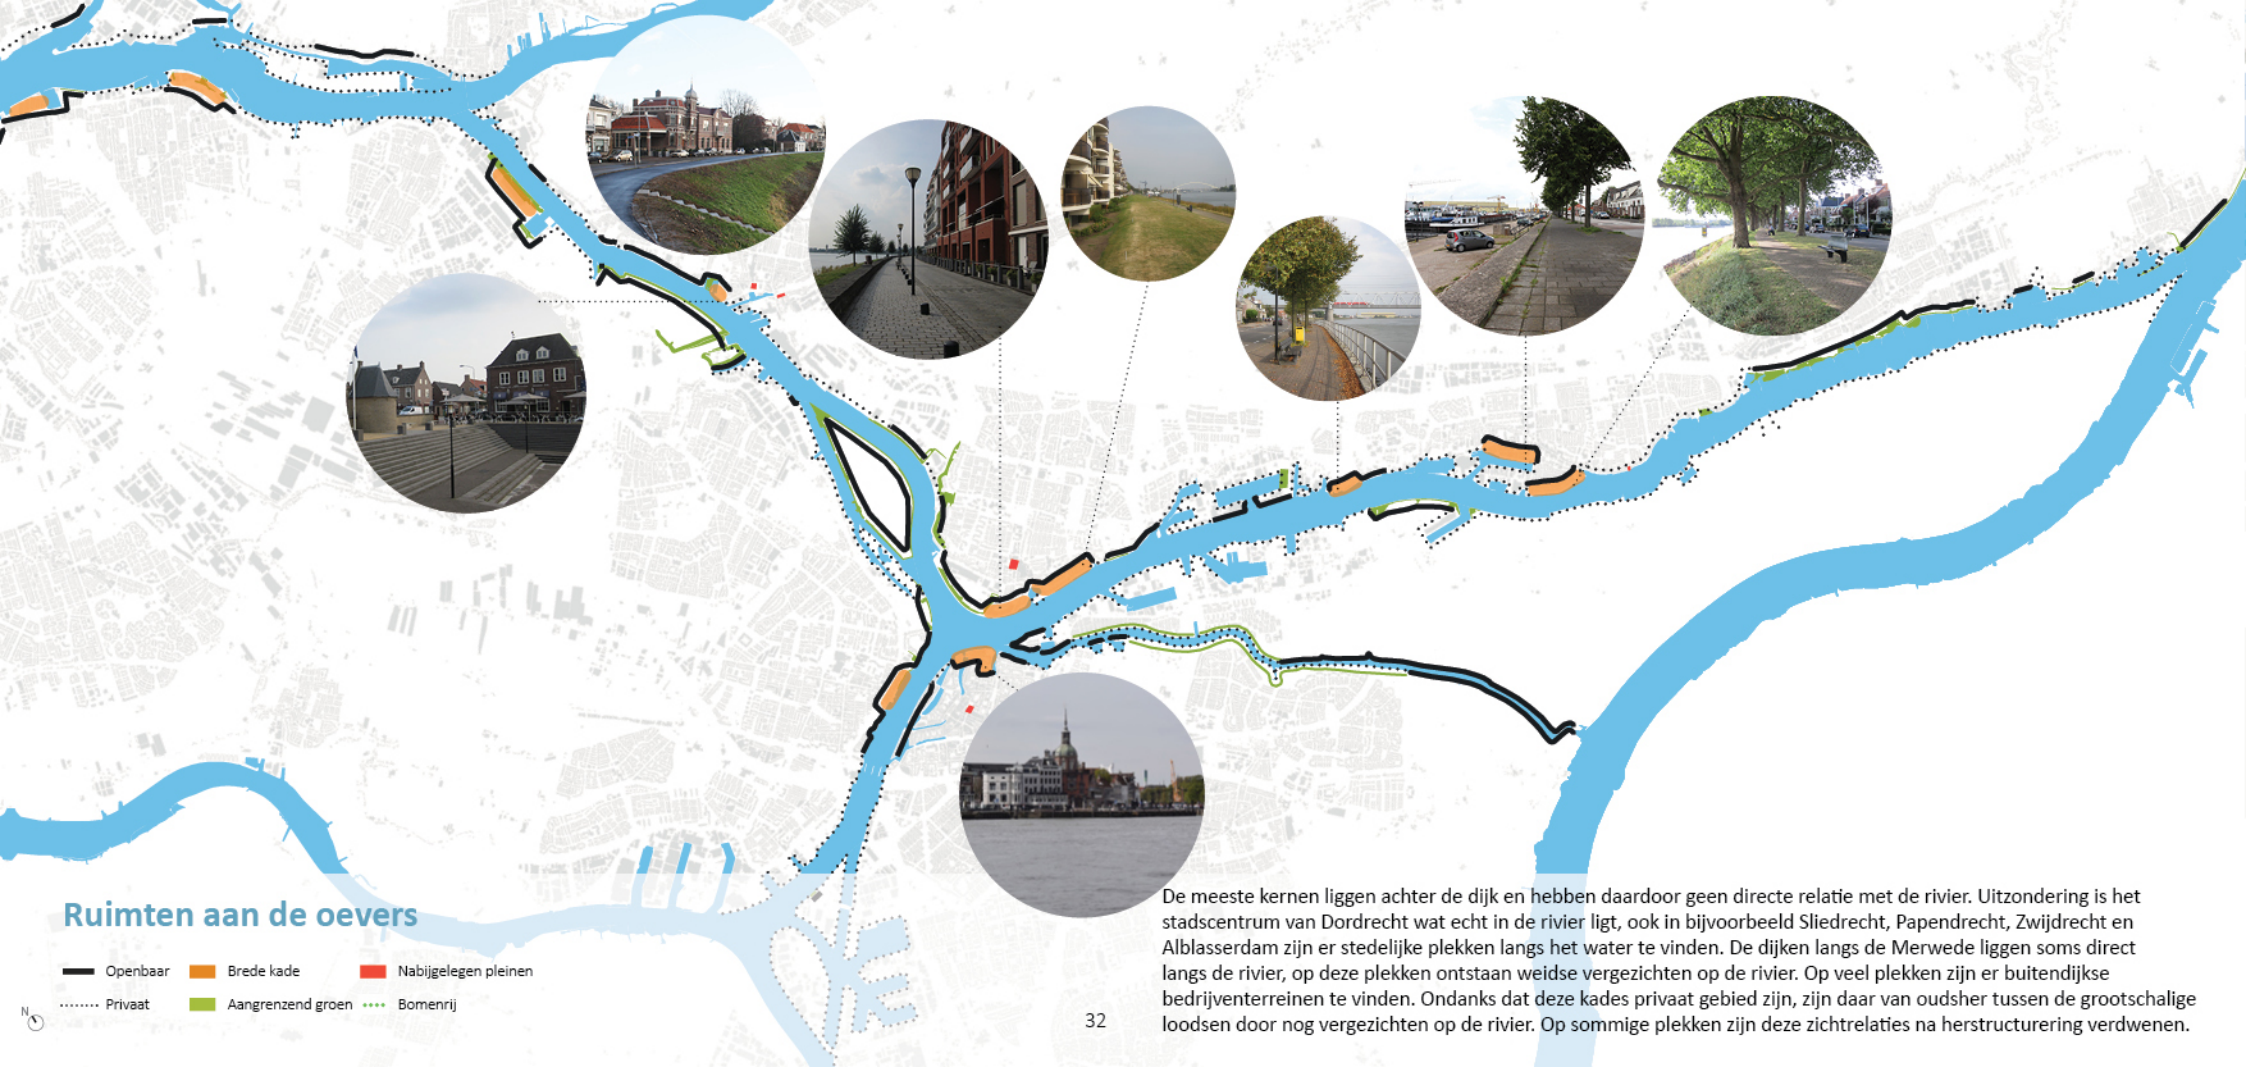 Ruimten aan de oevers
Openbaar
Brede kade
Nabijgelegen pleinen
Privaat
Aangrenzend groen
Bomenrij
N
32
De meeste kernen liggen achter de dijk en hebben daardoor geen directe relatie met de rivier. Uitzondering is het
stadscentrum van Dordrecht wat echt in de rivier ligt, ook in bijvoorbeeld Sliedrecht, Papendrecht, Zwijdrecht en
Alblasserdam zijn er stedelijke plekken langs het water te vinden. De dijken langs de Merwede liggen soms direct
langs de rivier, op deze plekken ontstaan weidse vergezichten op de rivier. Op veel plekken zijn er buitendijkse
bedrijventerreinen te vinden. Ondanks dat deze kades privaat gebied zijn, zijn daar van oudsher tussen de grootschalige
loodsen door nog vergezichten op de rivier. Op sommige plekken zijn deze zichtrelaties na herstructurering verdwenen.